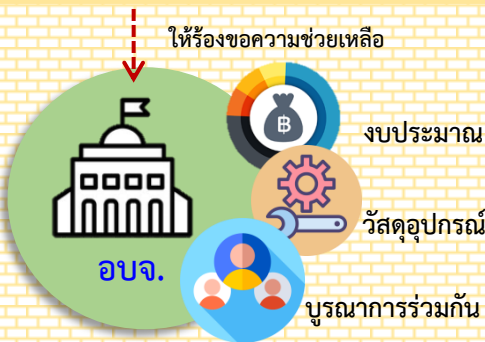 ให้ร้องขอความช่วยเหลือ
฿
งบประมาณ
วัสดุอุปกรณ์
อบจ.
บูรณาการร่วมกัน